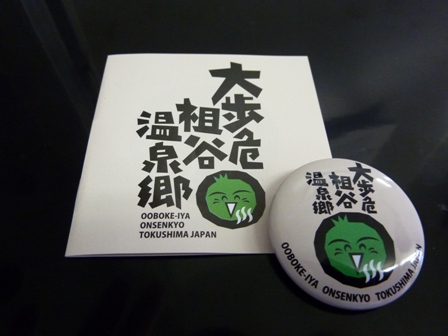 大歩危
祖谷
温泉郷
OOBOKE-IYA
ONSENKYO
TOKUSHIMA JAPAN
大歩危
祖谷
温泉郷
OOBOKE-IYA ONSENKYO TOKUSHIMA JAPAN